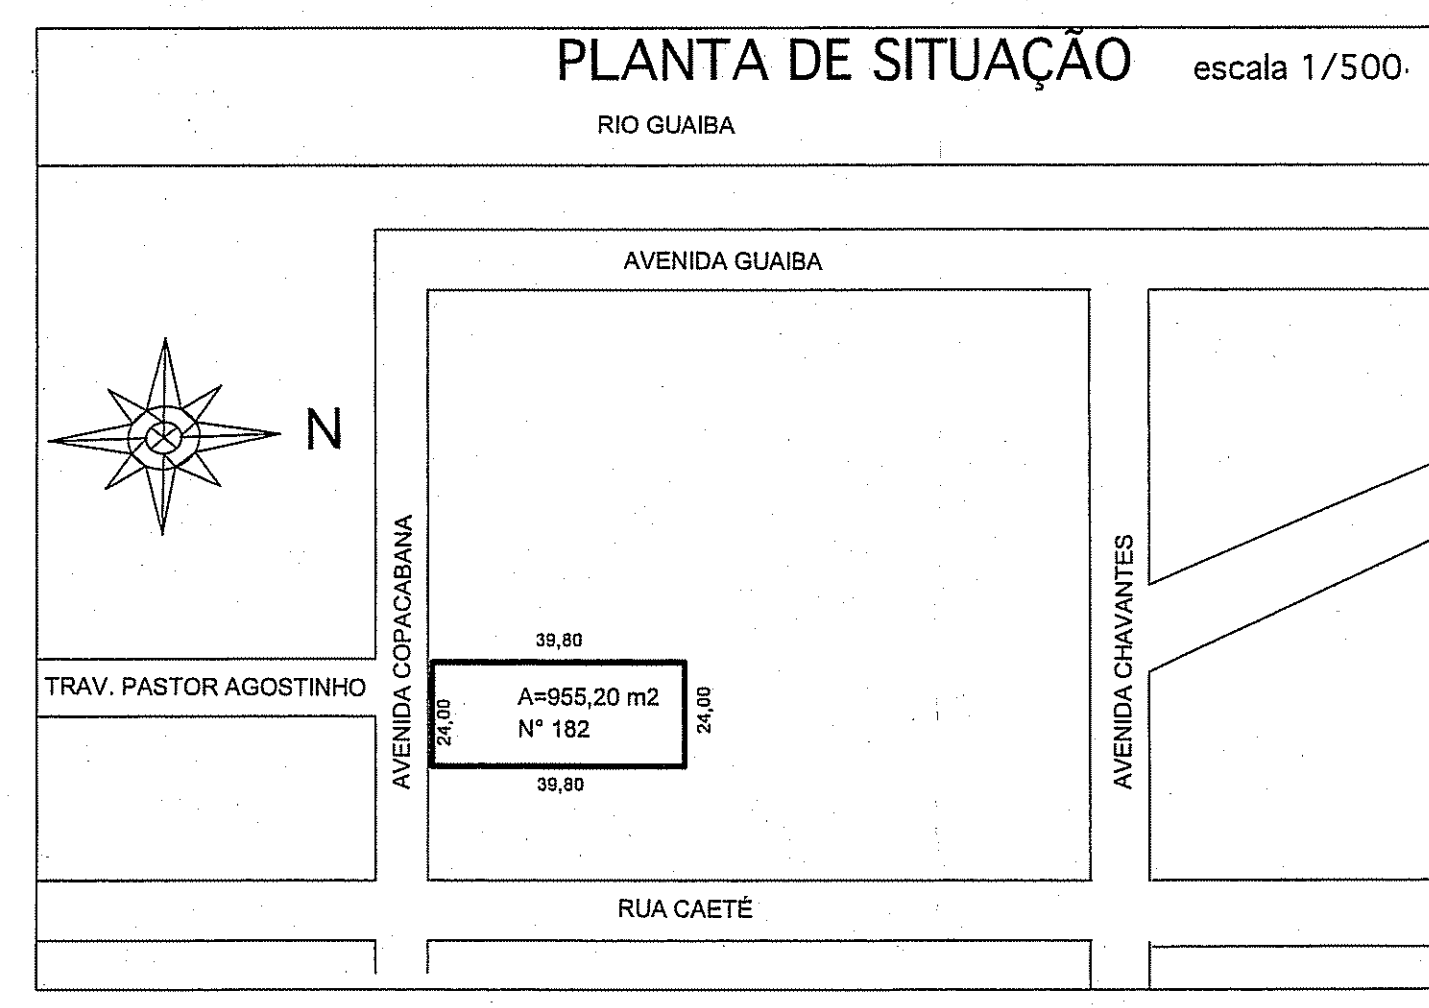 PLANTA DE SITUAÇÃO escala 1/500
RIO GUAIBA
AVENIDA GUAIBA
N
AVENIDA COPACABANA
AVENIDA CHAVANTES
39,80
TRAV. PASTOR AGOSTINHO
24,00
A=955,20 m2
N° 182
24,00
39,80
RUA CAETÉ